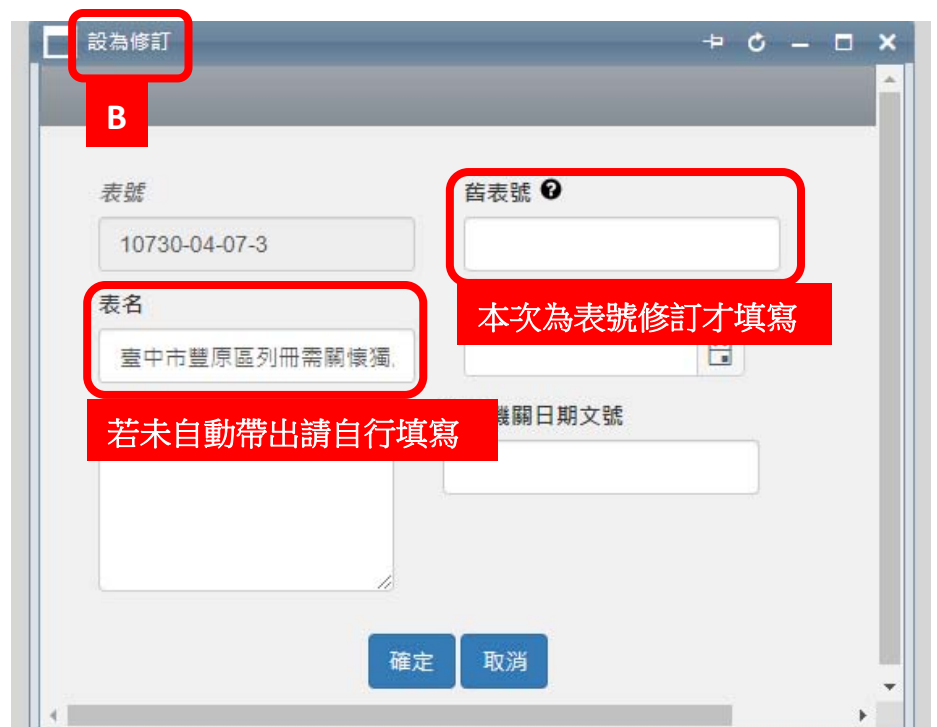 設為修訂
B
表號
舊表號
10730-04-07-3
表名
本次為表號修訂才填寫
臺中市豐原區列冊需關懷獨
若未自動帶出請自行填寫
機關日期文號
確定
取消